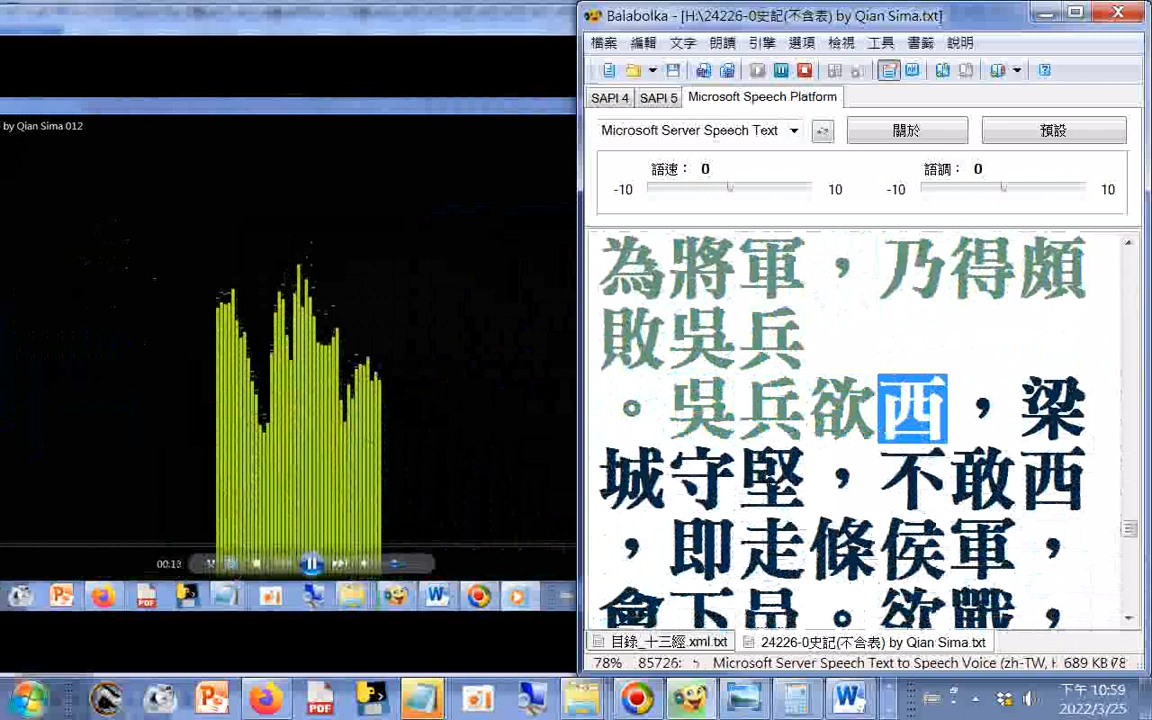 by Qian Sima 012
00:13
Balabolka - [H:\24226-0史記(不含表) by Qian Sima.txt]
檔案 編輯 文字 朗讀 引擎 選項 檢視 工具 書籤 說明
SAPI 4 SAPI 5 Microsoft Speech Platform
Microsoft Server Speech Text 關於 預設
語速： 0 語調： 0
-10 10 -10 10
為將軍，乃得頗
敗吳兵
。吳兵欲西，梁
城守堅，不敢西
，即走條侯軍，
會下邑。欲戰，
目錄_十三經.xml.txt 24226-0史記(不含表) by Qian Sima.txt
78% 85726: Microsoft Server Speech Text to Speech Voice (zh-TW, H 689 KB
下午 10:59
2022/3/25